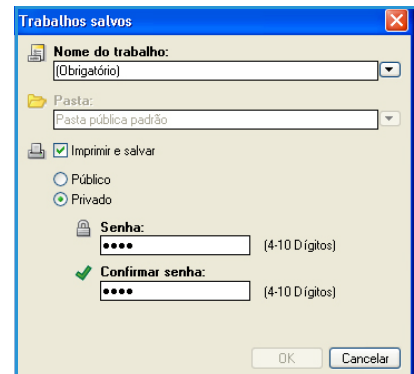 Trabalhos salvos
Nome do trabalho:
(Obrigatório)
Pasta:
Pasta pública padrão
Imprimir e salvar
Público
Privado
Senha:
•••• (4-10 Dígitos)
Confirmar senha:
•••• (4-10 Dígitos)
OK Cancelar